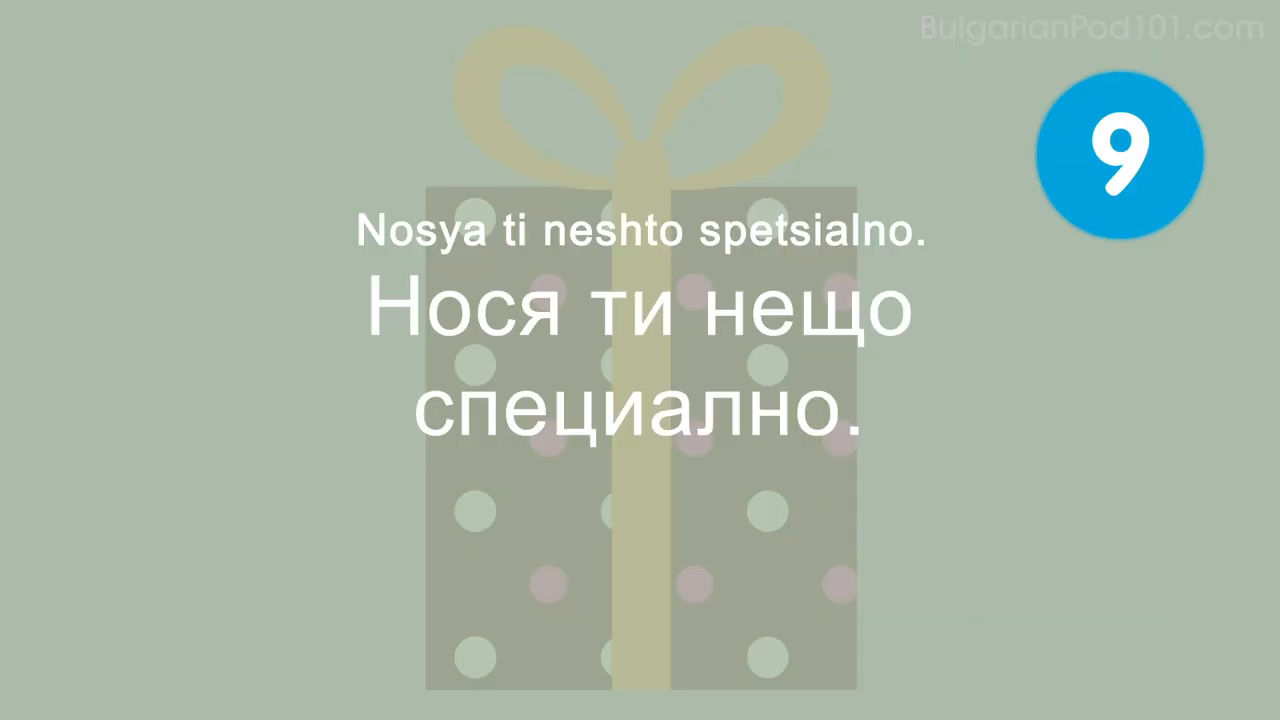 BulgarianPod101.com
9
Nosya ti neshto spetsialno.
Нося ти нещо
специално.